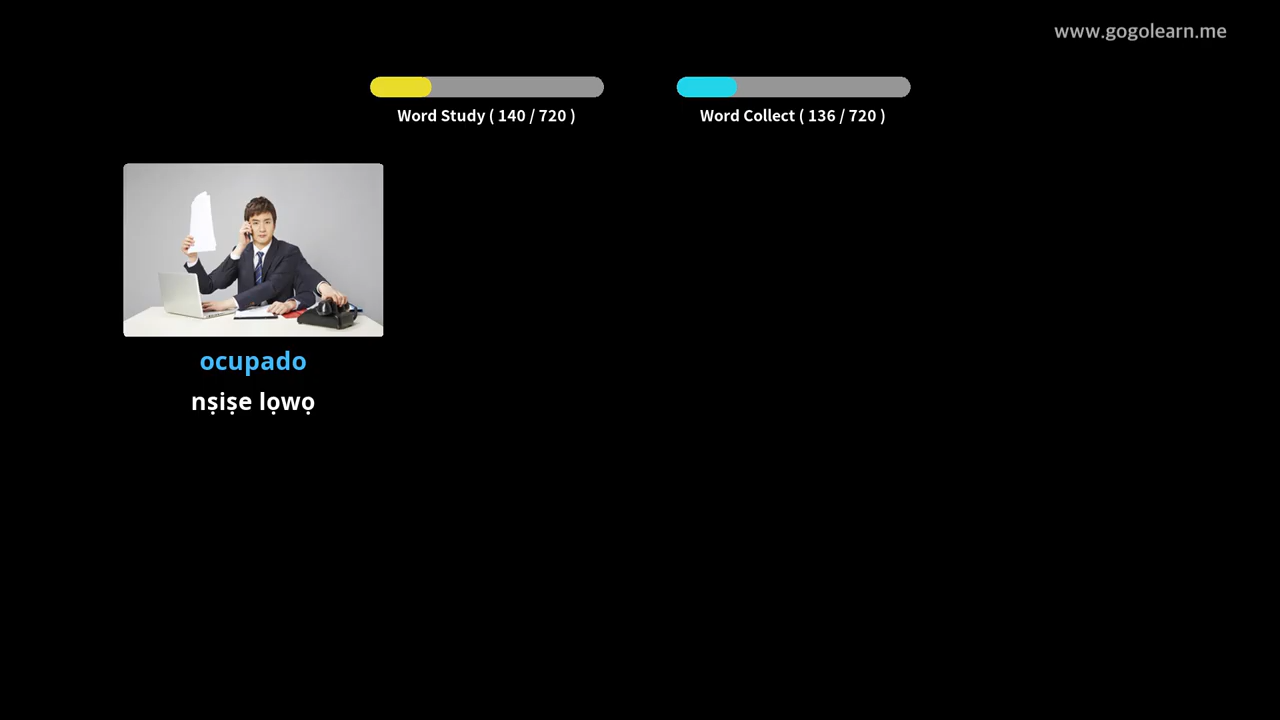 www.gogolearn.me
Word Study ( 140 / 720 )
Word Collect ( 136 / 720 )
ocupado
nṣiṣe lọwọ